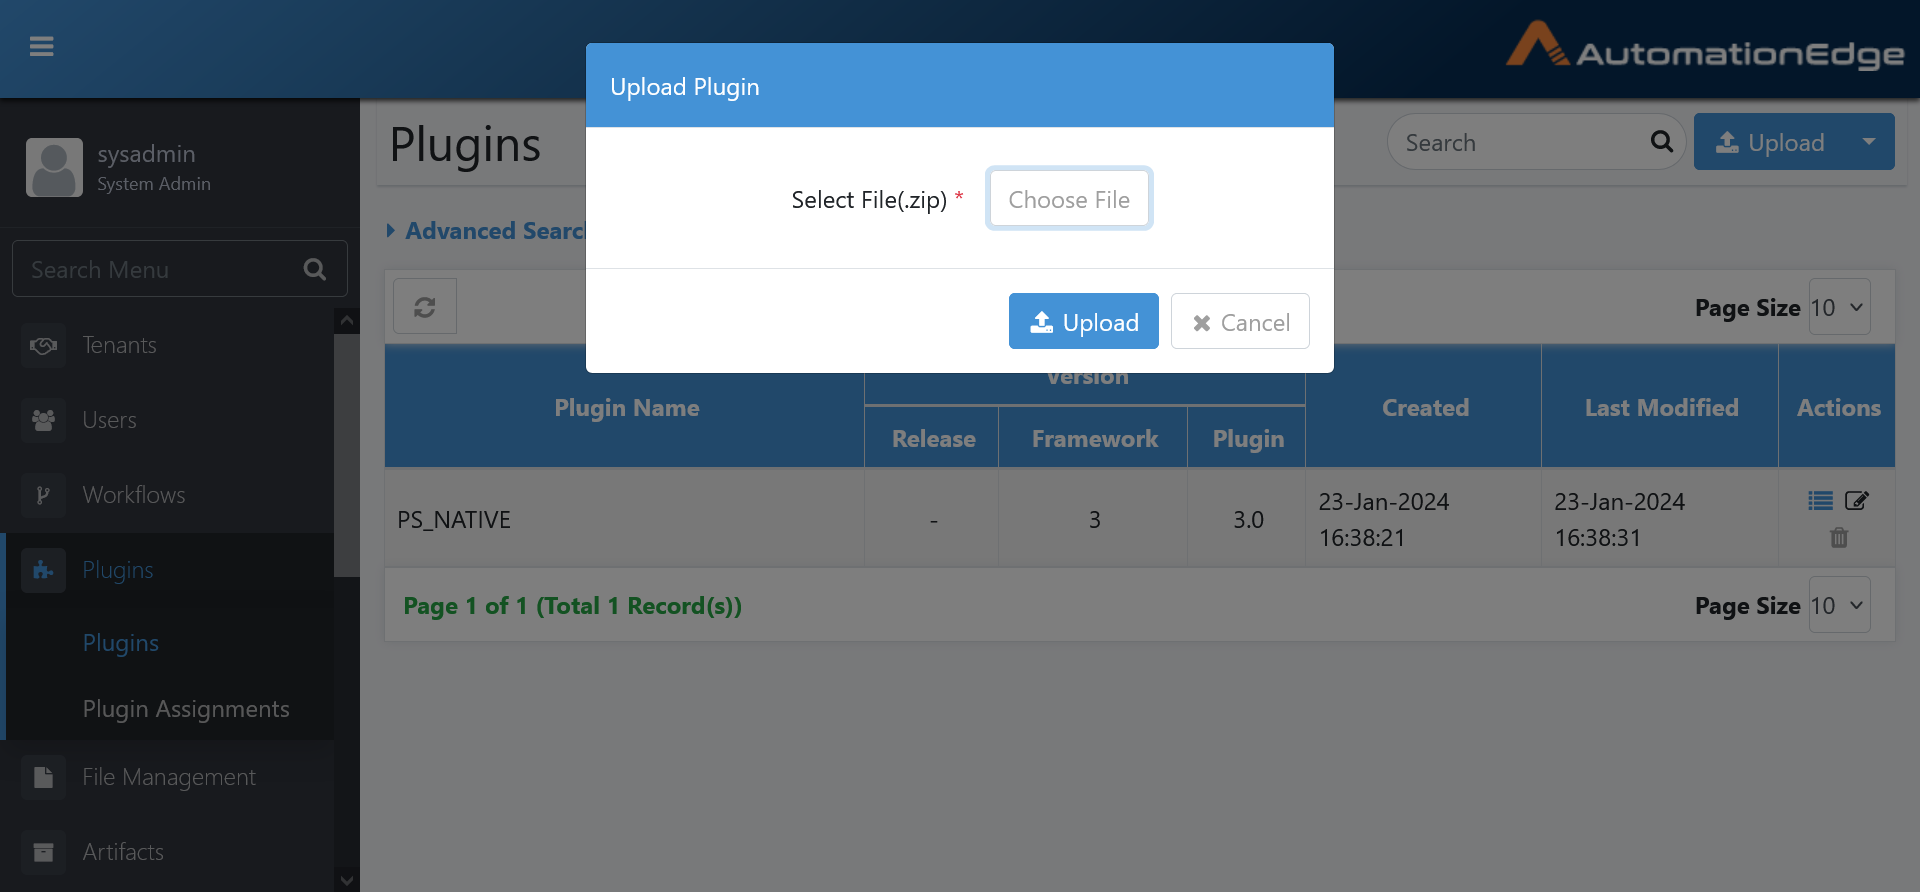 AutomationEdge
Upload Plugin
Select File(.zip) * Choose File
Upload Cancel
sysadmin
System Admin
Search Menu
Tenants
Users
Workflows
Plugins
Plugins
Plugin Assignments
File Management
Artifacts
Plugins
Search
Upload
Advanced Search
Page Size 10
Plugin Name Version Created Last Modified Actions
Release Framework Plugin
PS_NATIVE - 3 3.0 23-Jan-2024 16:38:21 23-Jan-2024 16:38:31
Page 1 of 1 (Total 1 Record(s))
Page Size 10